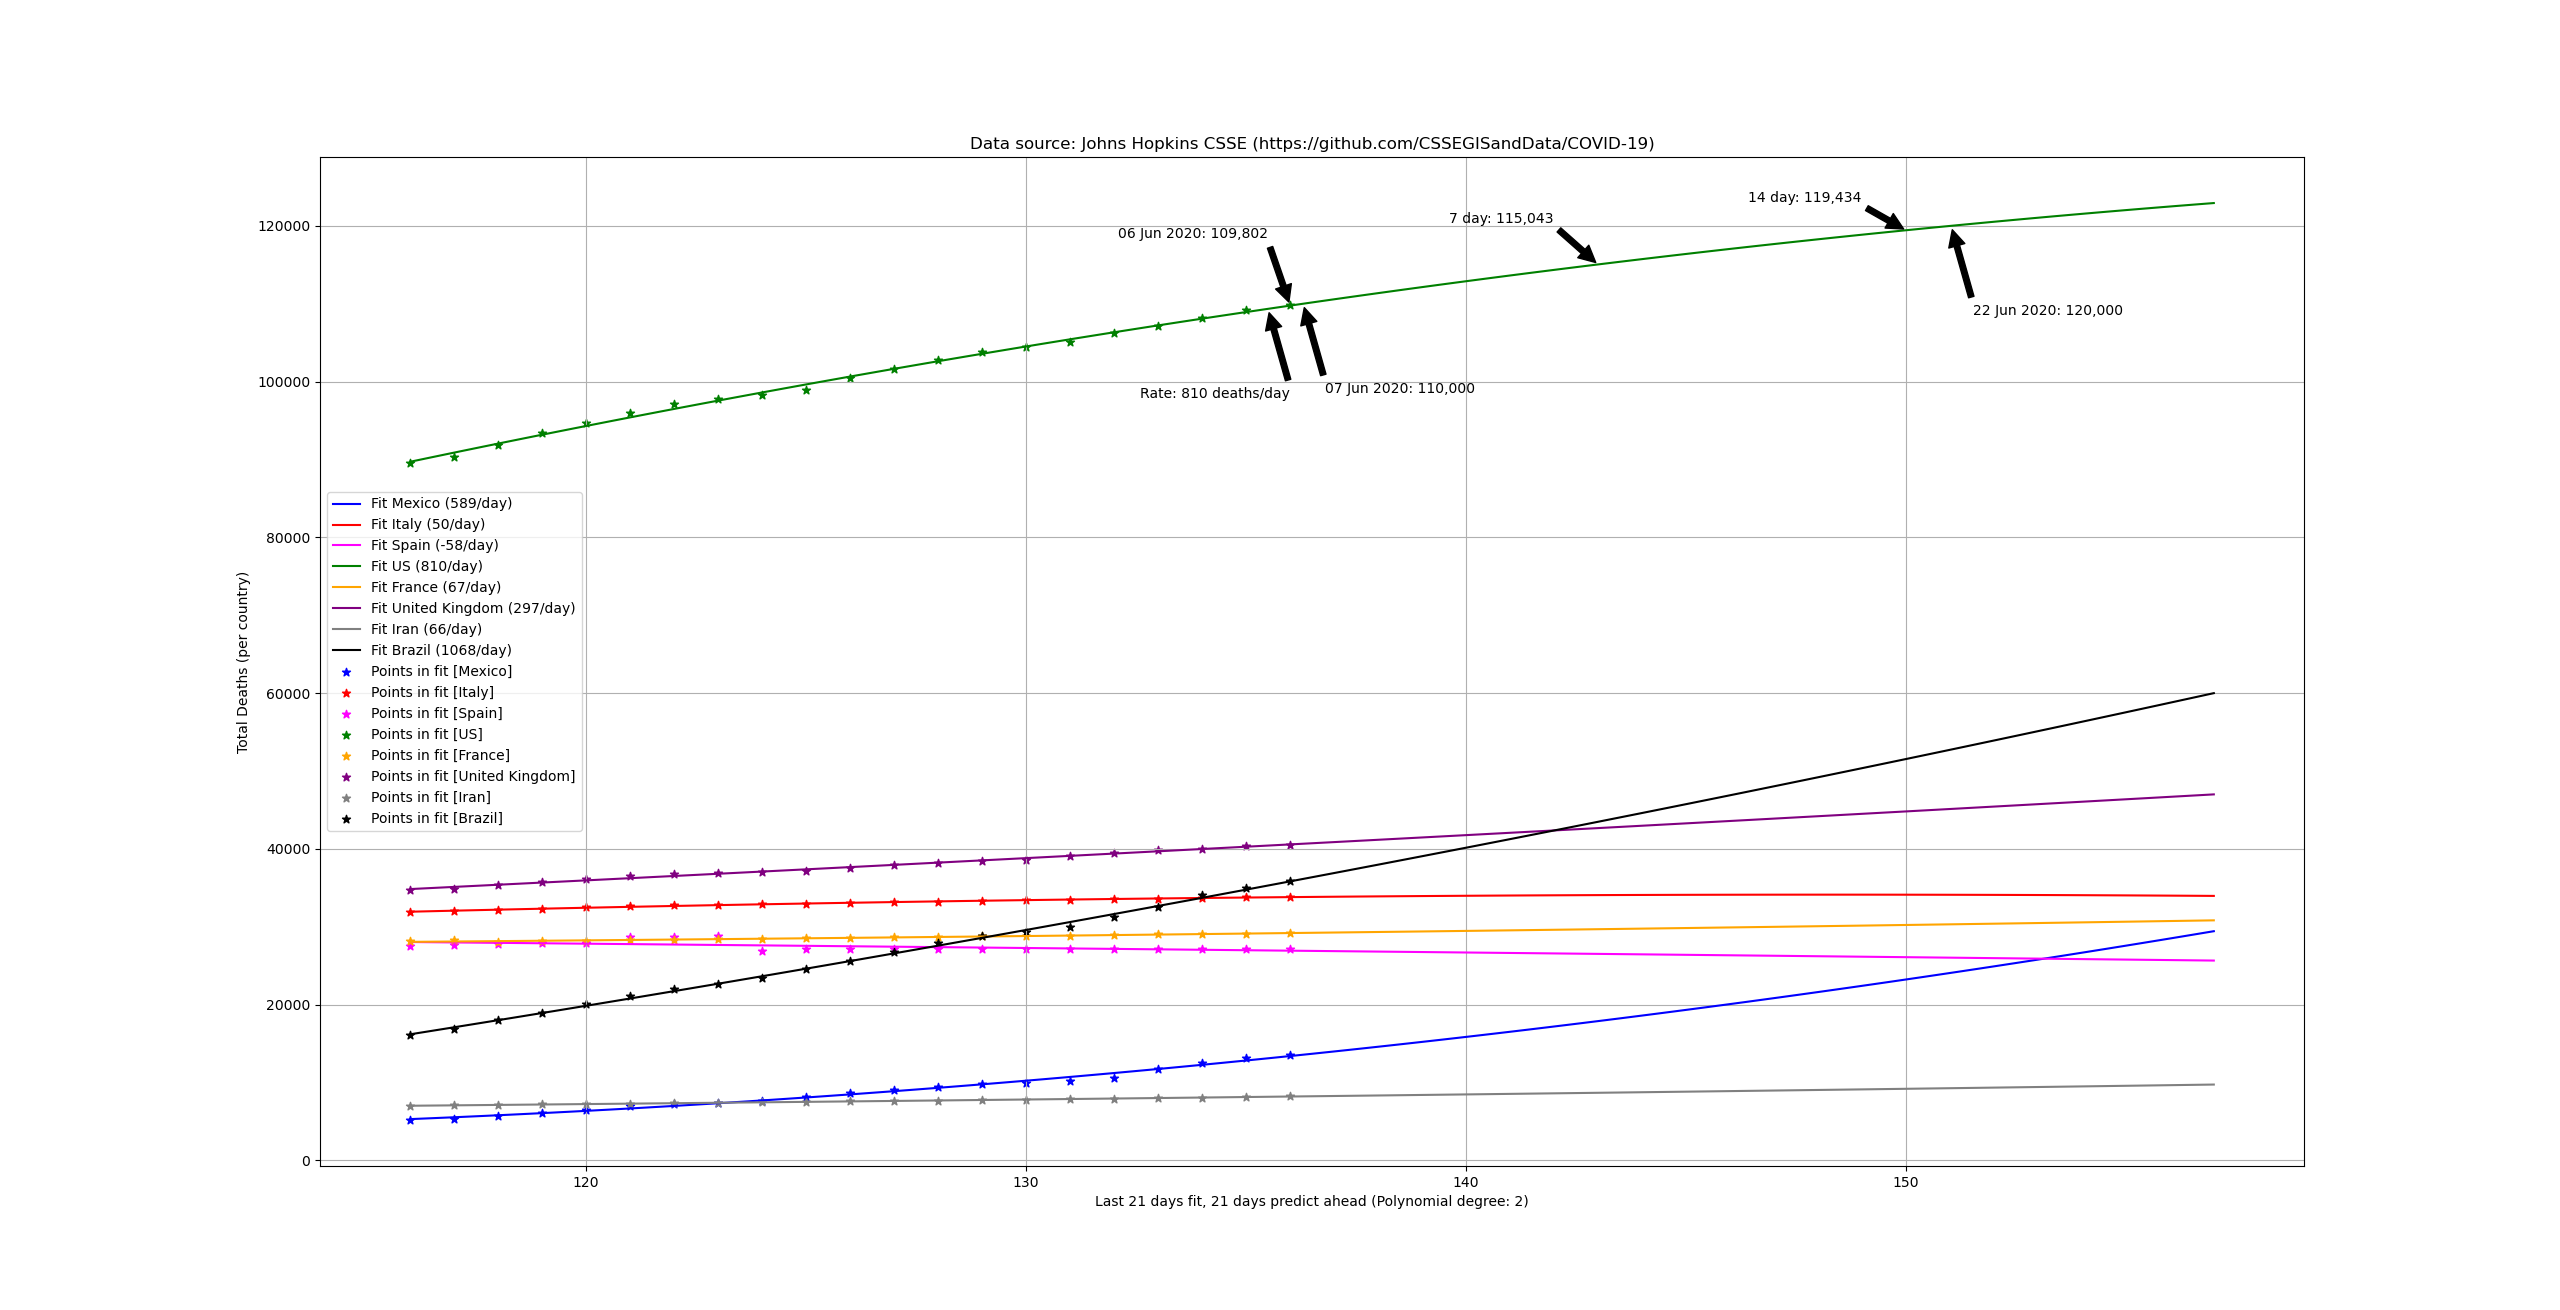 Data source: Johns Hopkins CSSE (https://github.com/CSSEGISandData/COVID-19)
14 day: 119,434
7 day: 115,043
120000
06 Jun 2020: 109,802
22 Jun 2020: 120,000
100000
07 Jun 2020: 110,000
Rate: 810 deaths/day
Fit Mexico (589/day)
Fit Italy (50/day)
80000
Fit Spain (-58/day)
Fit US (810/day)
Fit France (67/day)
Fit United Kingdom (297/day)
Fit Iran (66/day)
Fit Brazil (1068/day)
Total Deaths (per country)
Points in fit [Mexico]
60000
Points in fit [Italy]
Points in fit [Spain]
Points in fit [US]
Points in fit [France]
Points in fit [United Kingdom]
Points in fit [Iran]
Points in fit [Brazil]
40000
20000
0
120
130
140
150
Last 21 days fit, 21 days predict ahead (Polynomial degree: 2)